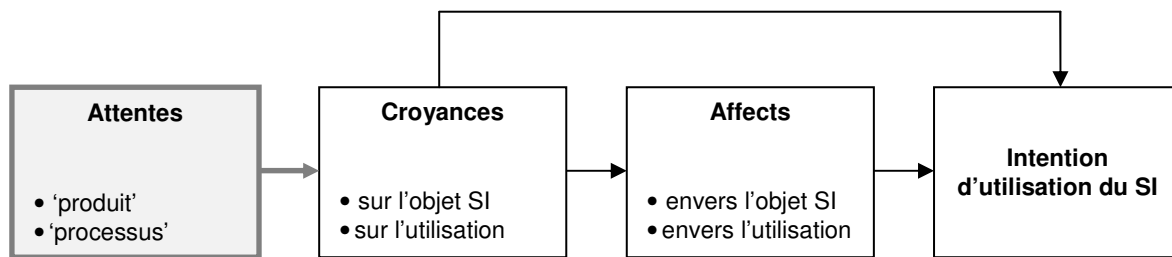 Attentes
• ‘produit’
• ‘processus’
Croyances
• sur l’objet SI
• sur l’utilisation
Affects
• envers l’objet SI
• envers l’utilisation
Intention
d’utilisation du SI